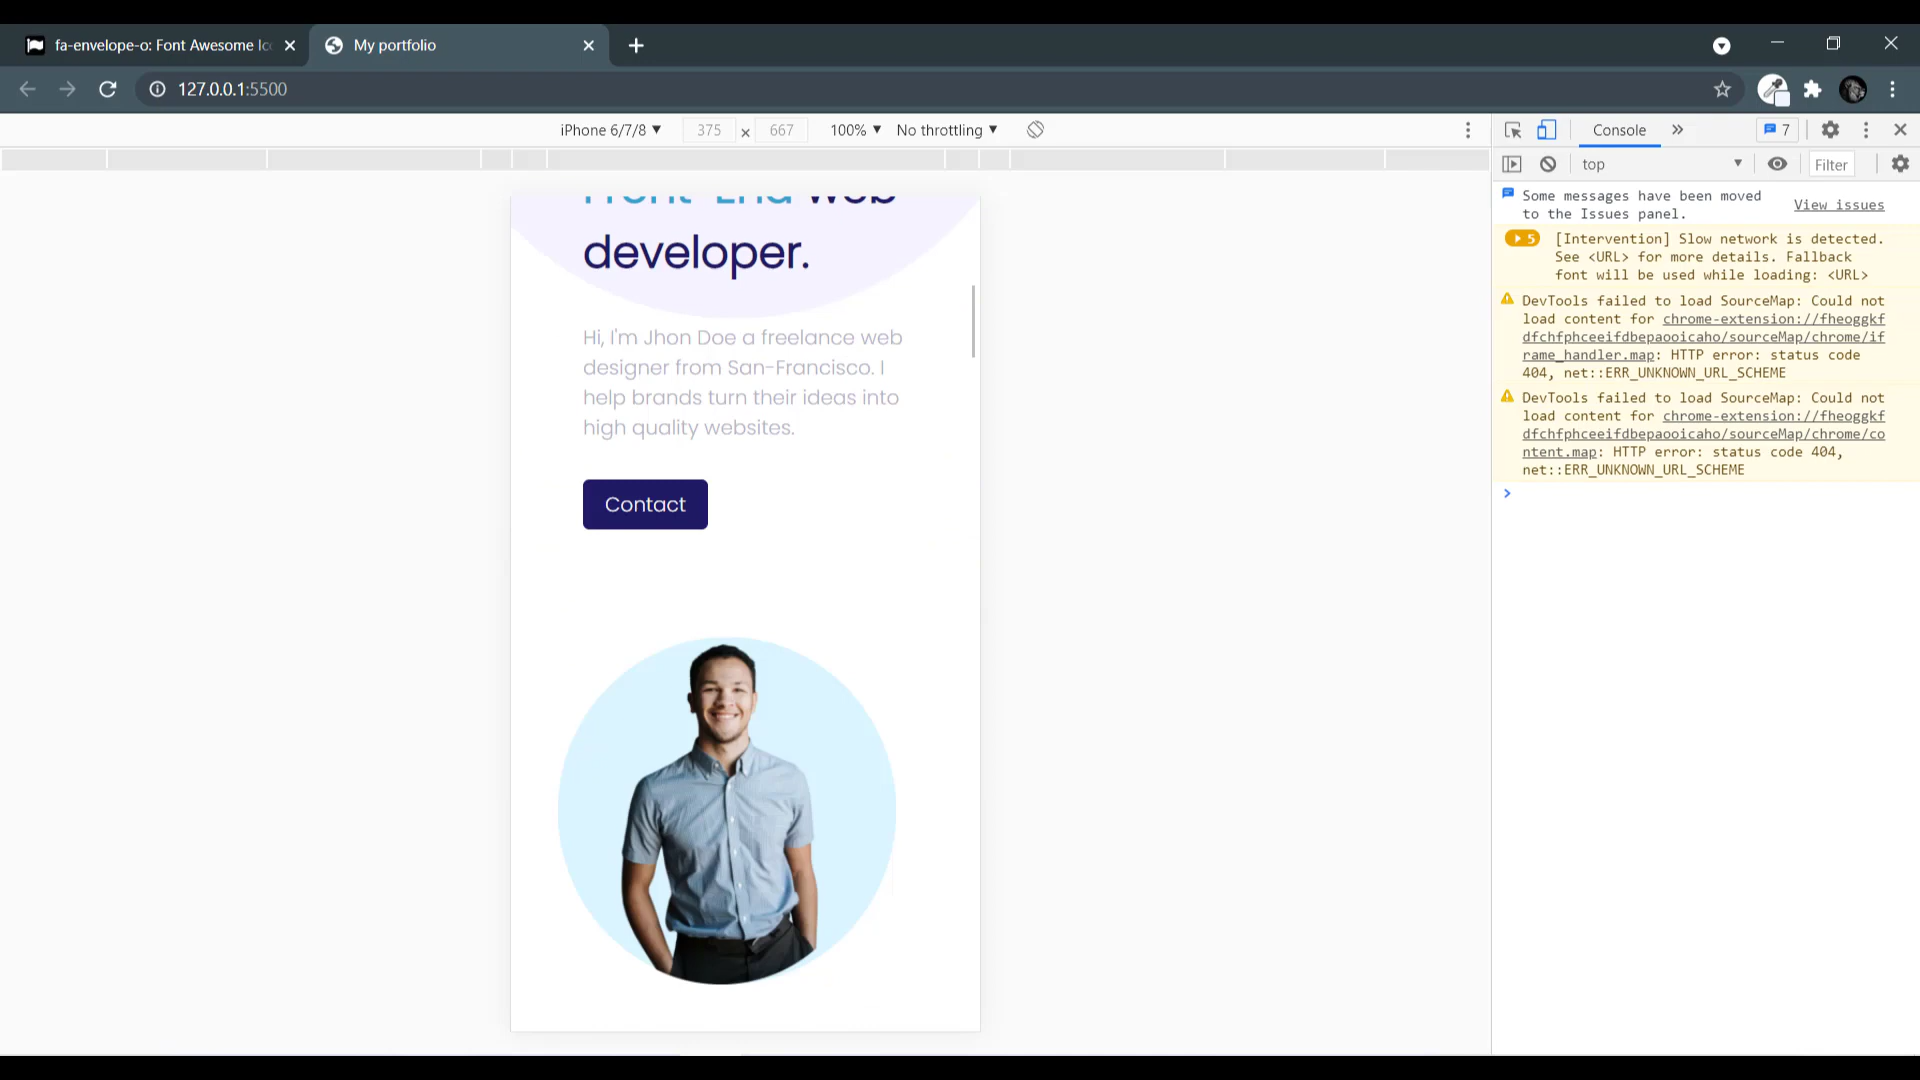 fa-envelope-o: Font Awesome Ic
My portfolio
127.0.0.1:5500
iPhone 6/7/8 375 x 667 100% No throttling
Console 7
top Filter
Front-End web
developer.
Hi, I'm Jhon Doe a freelance web
designer from San-Francisco. I
help brands turn their ideas into
high quality websites.
Contact
Some messages have been moved
to the Issues panel.
View issues
5 [Intervention] Slow network is detected.
See <URL> for more details. Fallback
font will be used while loading: <URL>
DevTools failed to load SourceMap: Could not
load content for chrome-extension://fheoggkf
dfchfphceeifdbepaooicaho/sourceMap/chrome/if
rame_handler.map: HTTP error: status code
404, net::ERR_UNKNOWN_URL_SCHEME
DevTools failed to load SourceMap: Could not
load content for chrome-extension://fheoggkf
dfchfphceeifdbepaooicaho/sourceMap/chrome/co
ntent.map: HTTP error: status code 404,
net::ERR_UNKNOWN_URL_SCHEME